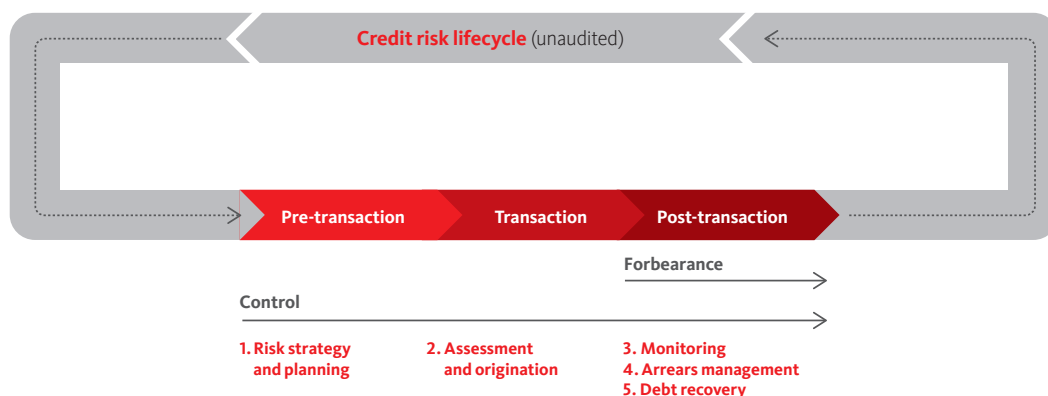 Credit risk lifecycle (unaudited)
Pre-transaction
Transaction
Post-transaction
Forbearance
Control
1. Risk strategy
and planning
2. Assessment
and origination
3. Monitoring
4. Arrears management
5. Debt recovery